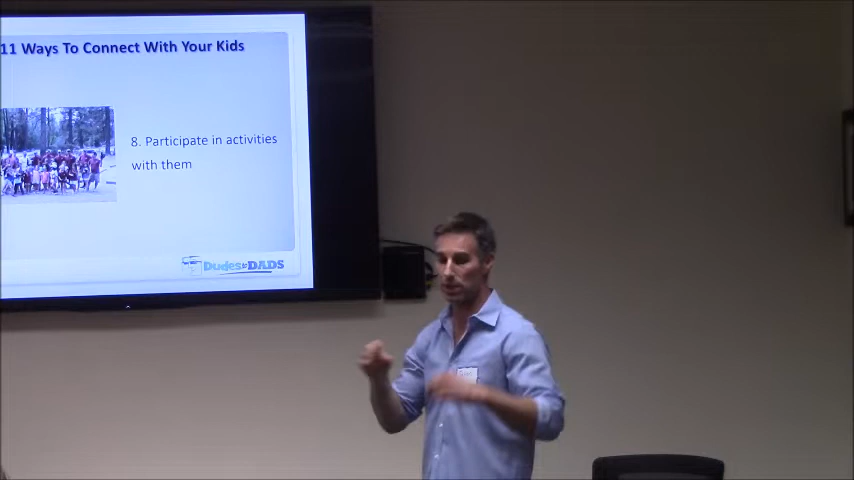 11 Ways To Connect With Your Kids
8. Participate in activities
with them
Dudes to DADS